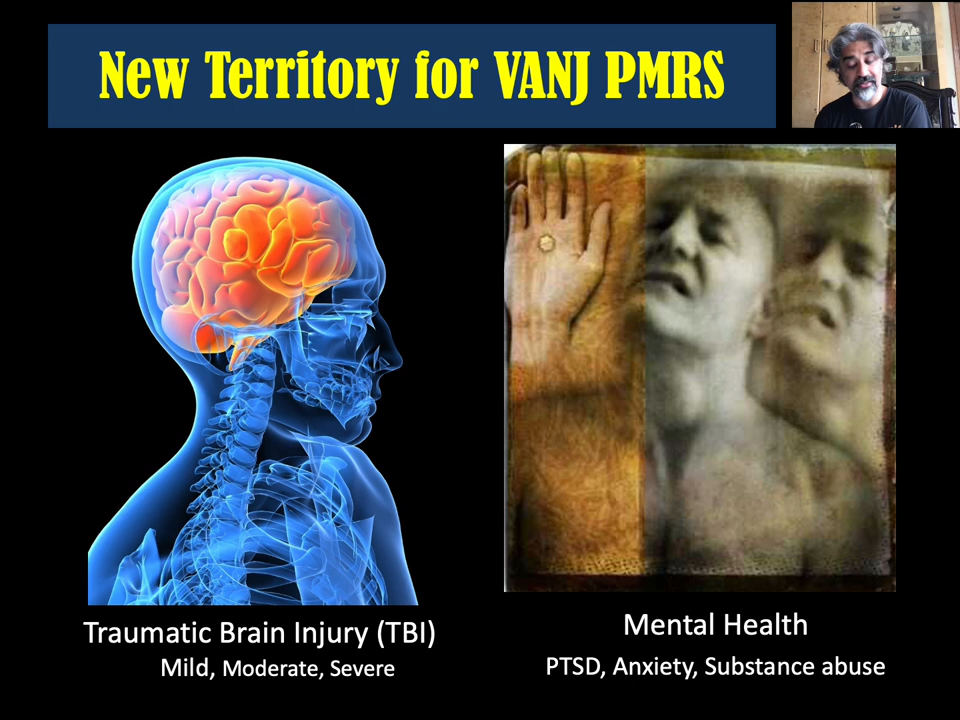 New Territory for VANJ PMRS
Traumatic Brain Injury (TBI)
Mild, Moderate, Severe
Mental Health
PTSD, Anxiety, Substance abuse